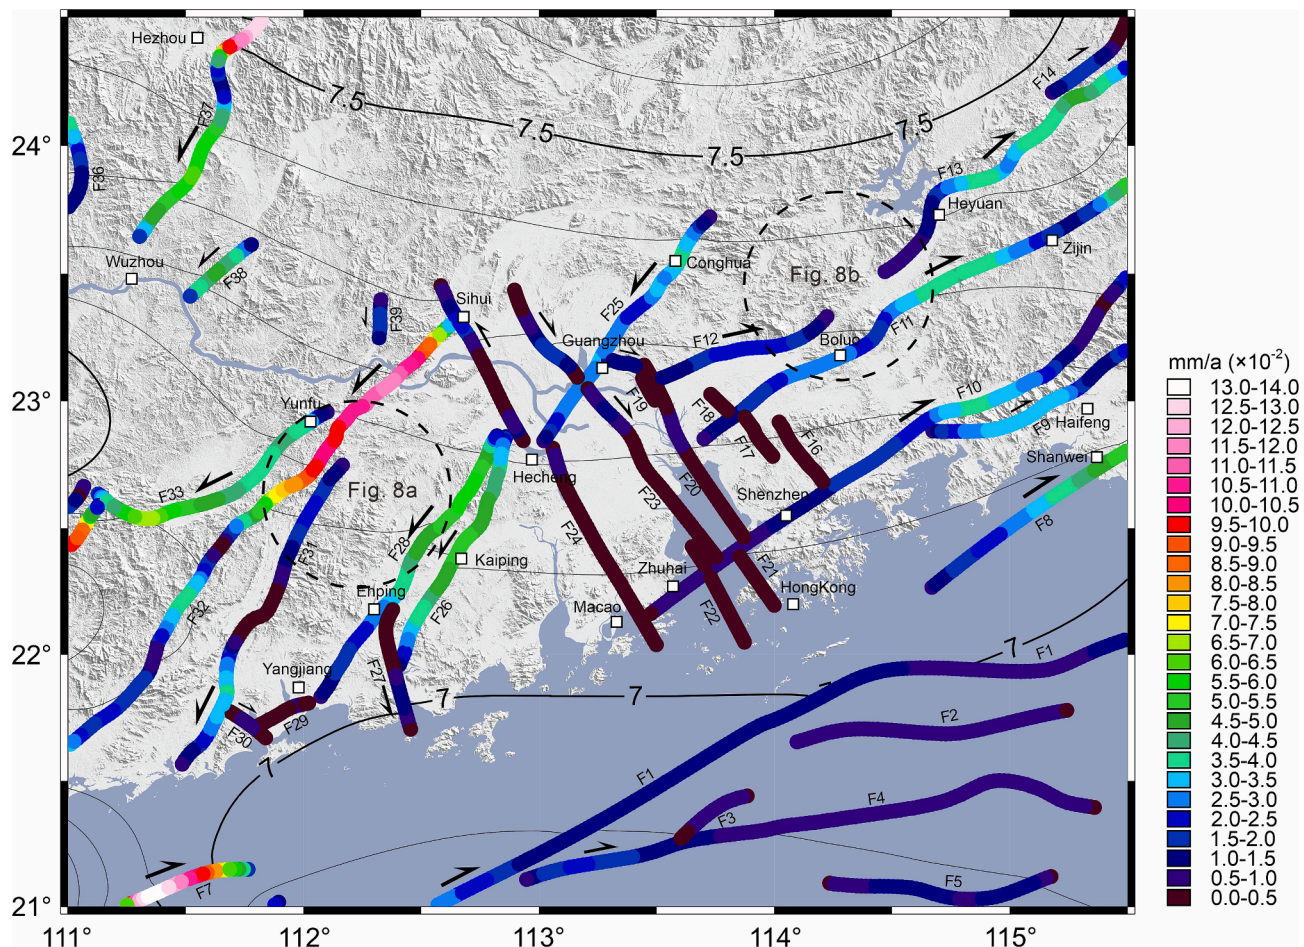 Hezhou
F14
7.5
F37
7.5
7.5
7.5
24°
F36
F13
Heyuan
Wuzhou
F38
Conghua
Fig. 8b
Zijin
Sihui
F39
F25
Guangzhou
F12
Boluo
F11
23°
Yunfu
F19
F18
F17
F16
F10
F9
Haifeng
Shanwei
Fig. 8a
F33
Hecheng
F20
F23
Shenzhen
F8
F24
F31
F28
Kaiping
Zhuhai
F21
HongKong
Enping
F26
F32
Macao
F22
22°
Yangjiang
F27
7
7
7
F1
F29
F30
F2
7
F1
F4
F3
F7
F5
21°
111°
112°
113°
114°
115°
mm/a (×10-2)
13.0-14.0
12.5-13.0
12.0-12.5
11.5-12.0
11.0-11.5
10.5-11.0
10.0-10.5
9.5-10.0
9.0-9.5
8.5-9.0
8.0-8.5
7.5-8.0
7.0-7.5
6.5-7.0
6.0-6.5
5.5-6.0
5.0-5.5
4.5-5.0
4.0-4.5
3.5-4.0
3.0-3.5
2.5-3.0
2.0-2.5
1.5-2.0
1.0-1.5
0.5-1.0
0.0-0.5